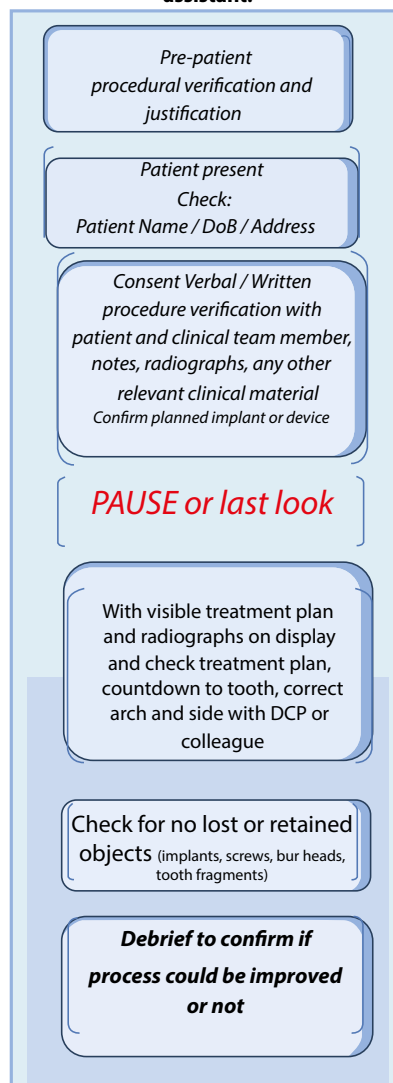 assistant.
Pre-patient
procedural verification and
justification
Patient present
Check:
Patient Name / DoB / Address
Consent Verbal / Written
procedure verification with
patient and clinical team member,
notes, radiographs, any other
relevant clinical material
Confirm planned implant or device
PAUSE or last look
With visible treatment plan
and radiographs on display
and check treatment plan,
countdown to tooth, correct
arch and side with DCP or
colleague
Check for no lost or retained
objects (implants, screws, bur heads,
tooth fragments)
Debrief to confirm if
process could be improved
or not